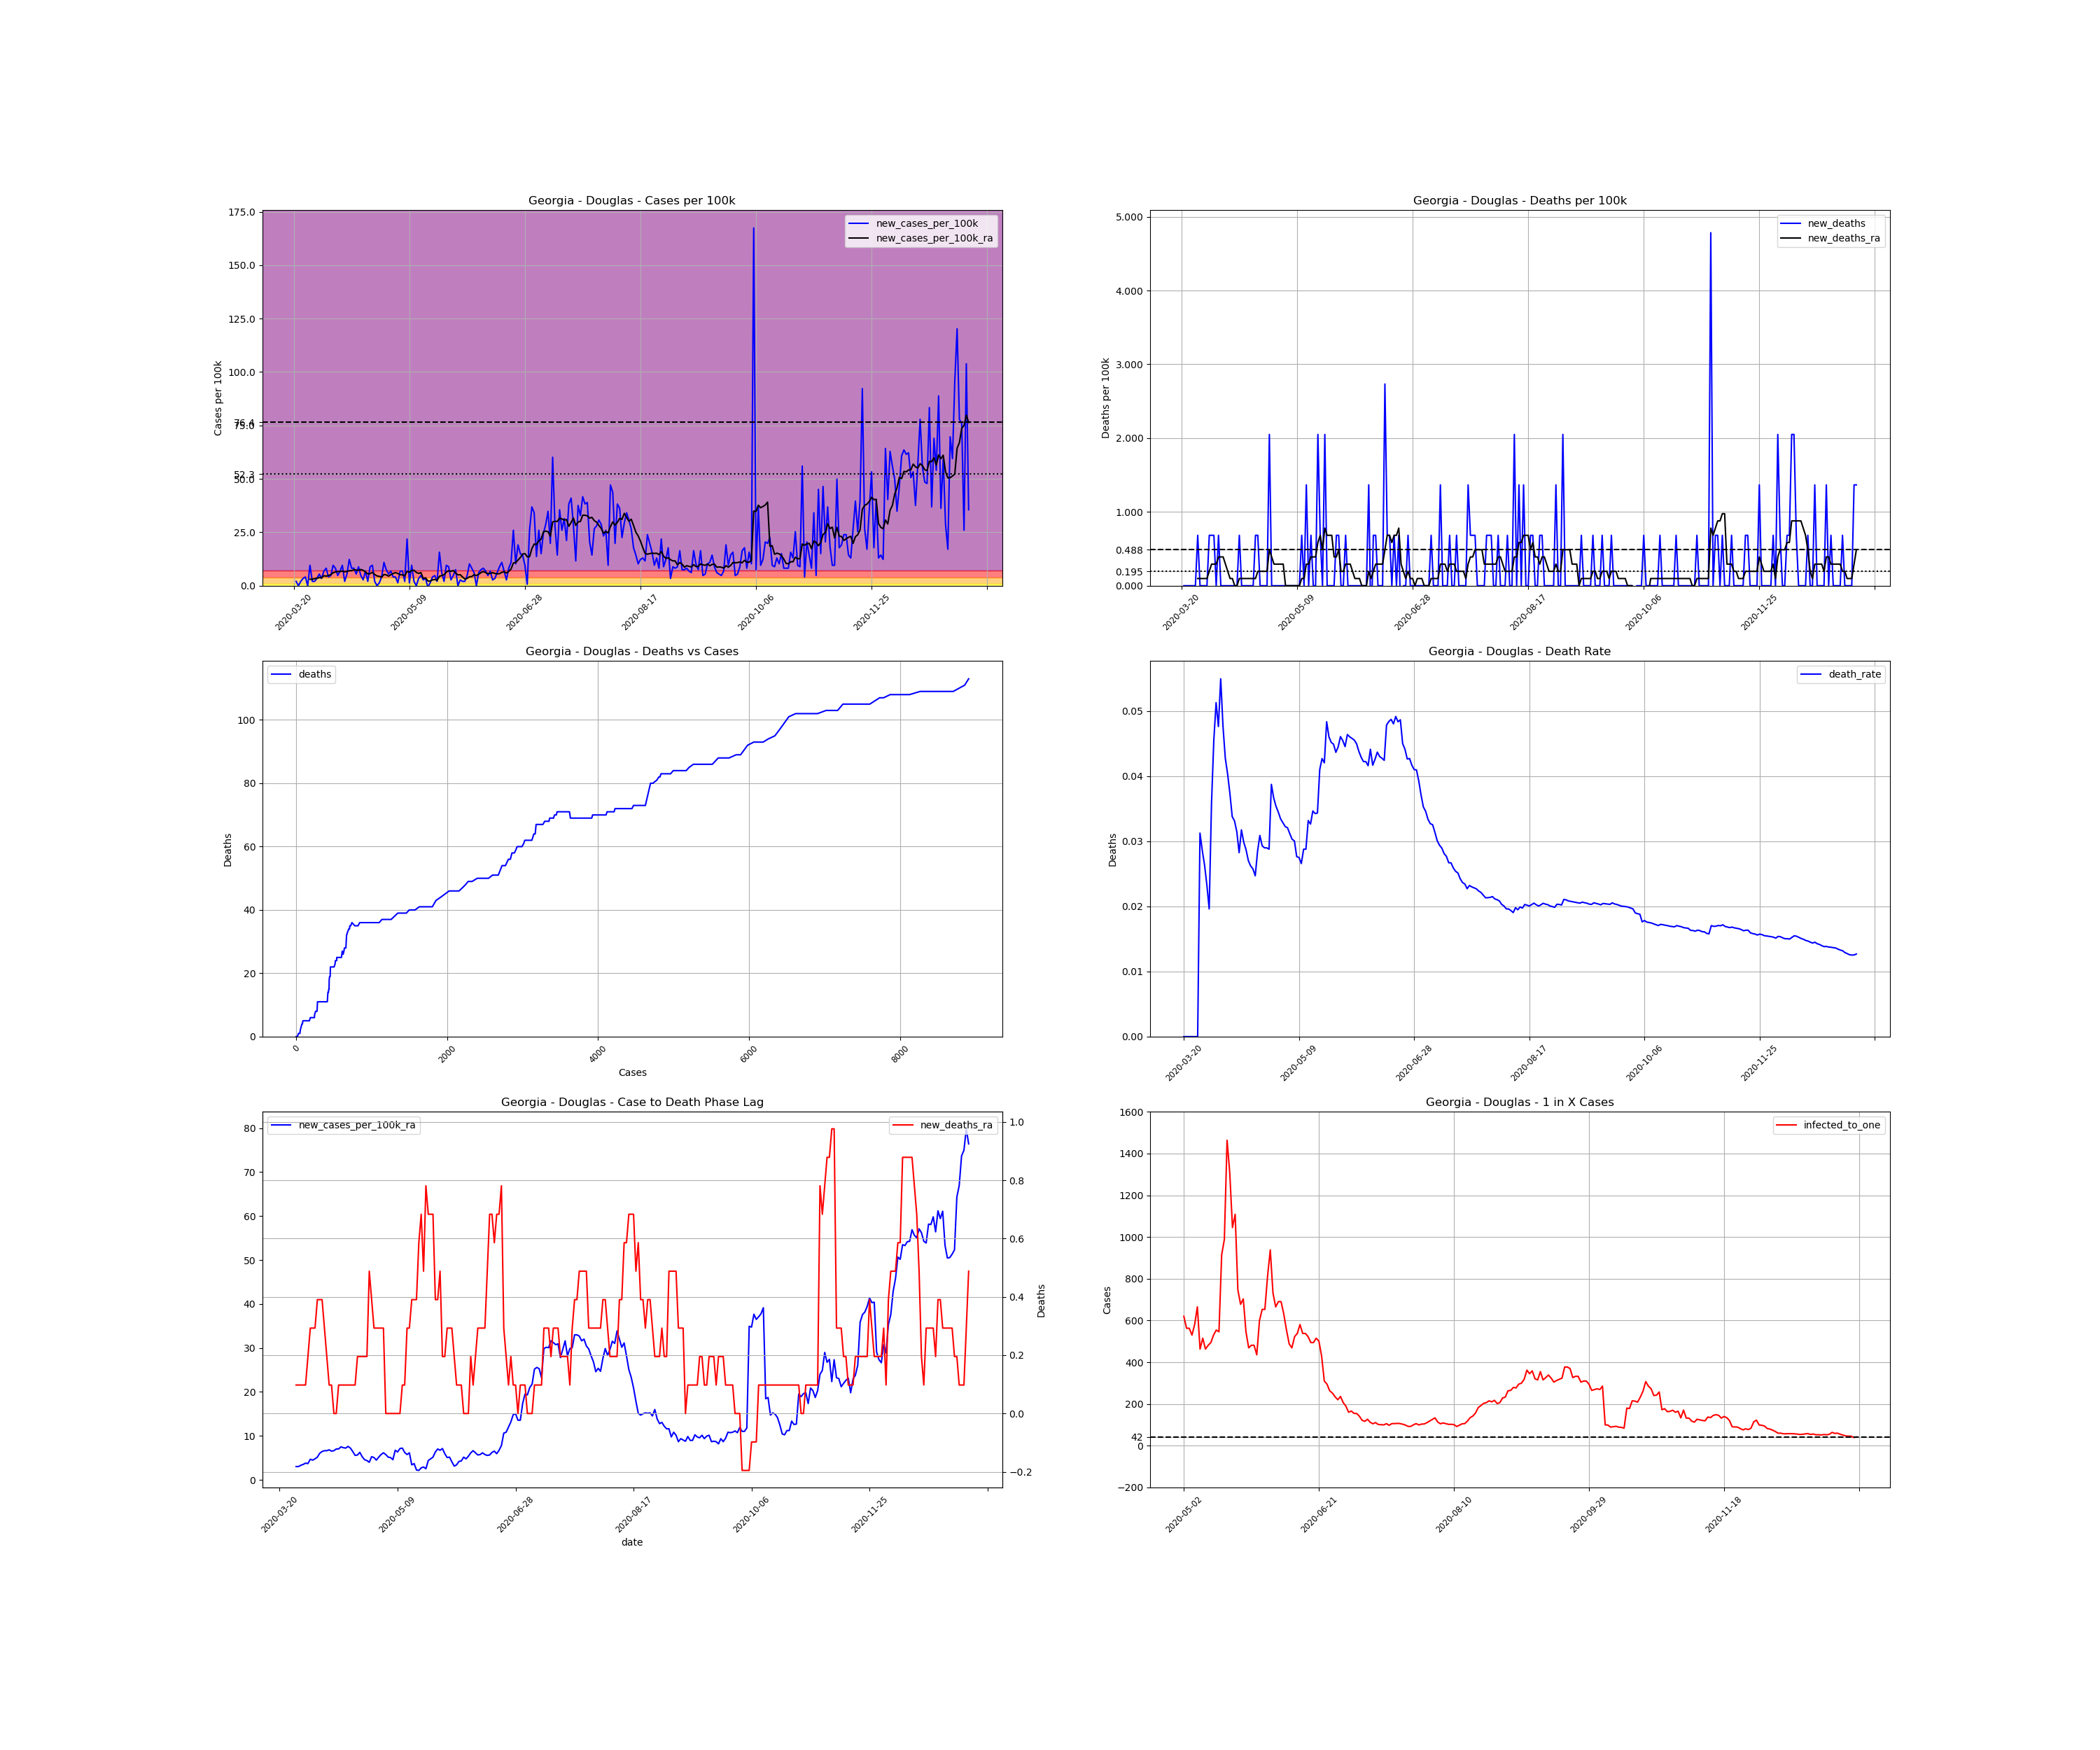 Georgia - Douglas - Cases per 100k
Cases per 100k
175.0
150.0
125.0
100.0
76.4
75.0
52.3
50.0
25.0
0.0
new_cases_per_100k
new_cases_per_100k_ra
2020-03-20 2020-05-09 2020-06-28 2020-08-17 2020-10-06 2020-11-25
Georgia - Douglas - Deaths per 100k
Deaths per 100k
5.000
4.000
3.000
2.000
1.000
0.488
0.195
0.000
new_deaths
new_deaths_ra
2020-03-20 2020-05-09 2020-06-28 2020-08-17 2020-10-06 2020-11-25
Georgia - Douglas - Deaths vs Cases
Deaths
100
80
60
40
20
0
deaths
0 2000 4000 6000 8000
Cases
Georgia - Douglas - Death Rate
Deaths
0.05
0.04
0.03
0.02
0.01
0.00
death_rate
2020-03-20 2020-05-09 2020-06-28 2020-08-17 2020-10-06 2020-11-25
Georgia - Douglas - Case to Death Phase Lag
80
70
60
50
40
30
20
10
0
new_cases_per_100k_ra
new_deaths_ra
1.0
0.8
0.6
0.4
0.2
0.0
−0.2
Deaths
2020-03-20 2020-05-09 2020-06-28 2020-08-17 2020-10-06 2020-11-25
date
Georgia - Douglas - 1 in X Cases
Cases
1600
1400
1200
1000
800
600
400
200
42
0
−200
infected_to_one
2020-05-02 2020-06-21 2020-08-10 2020-09-29 2020-11-18